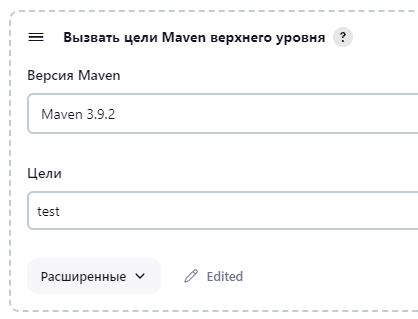 Вызвать цели Maven верхнего уровня ?
Версия Maven
Maven 3.9.2
Цели
test
Расширенные Edited